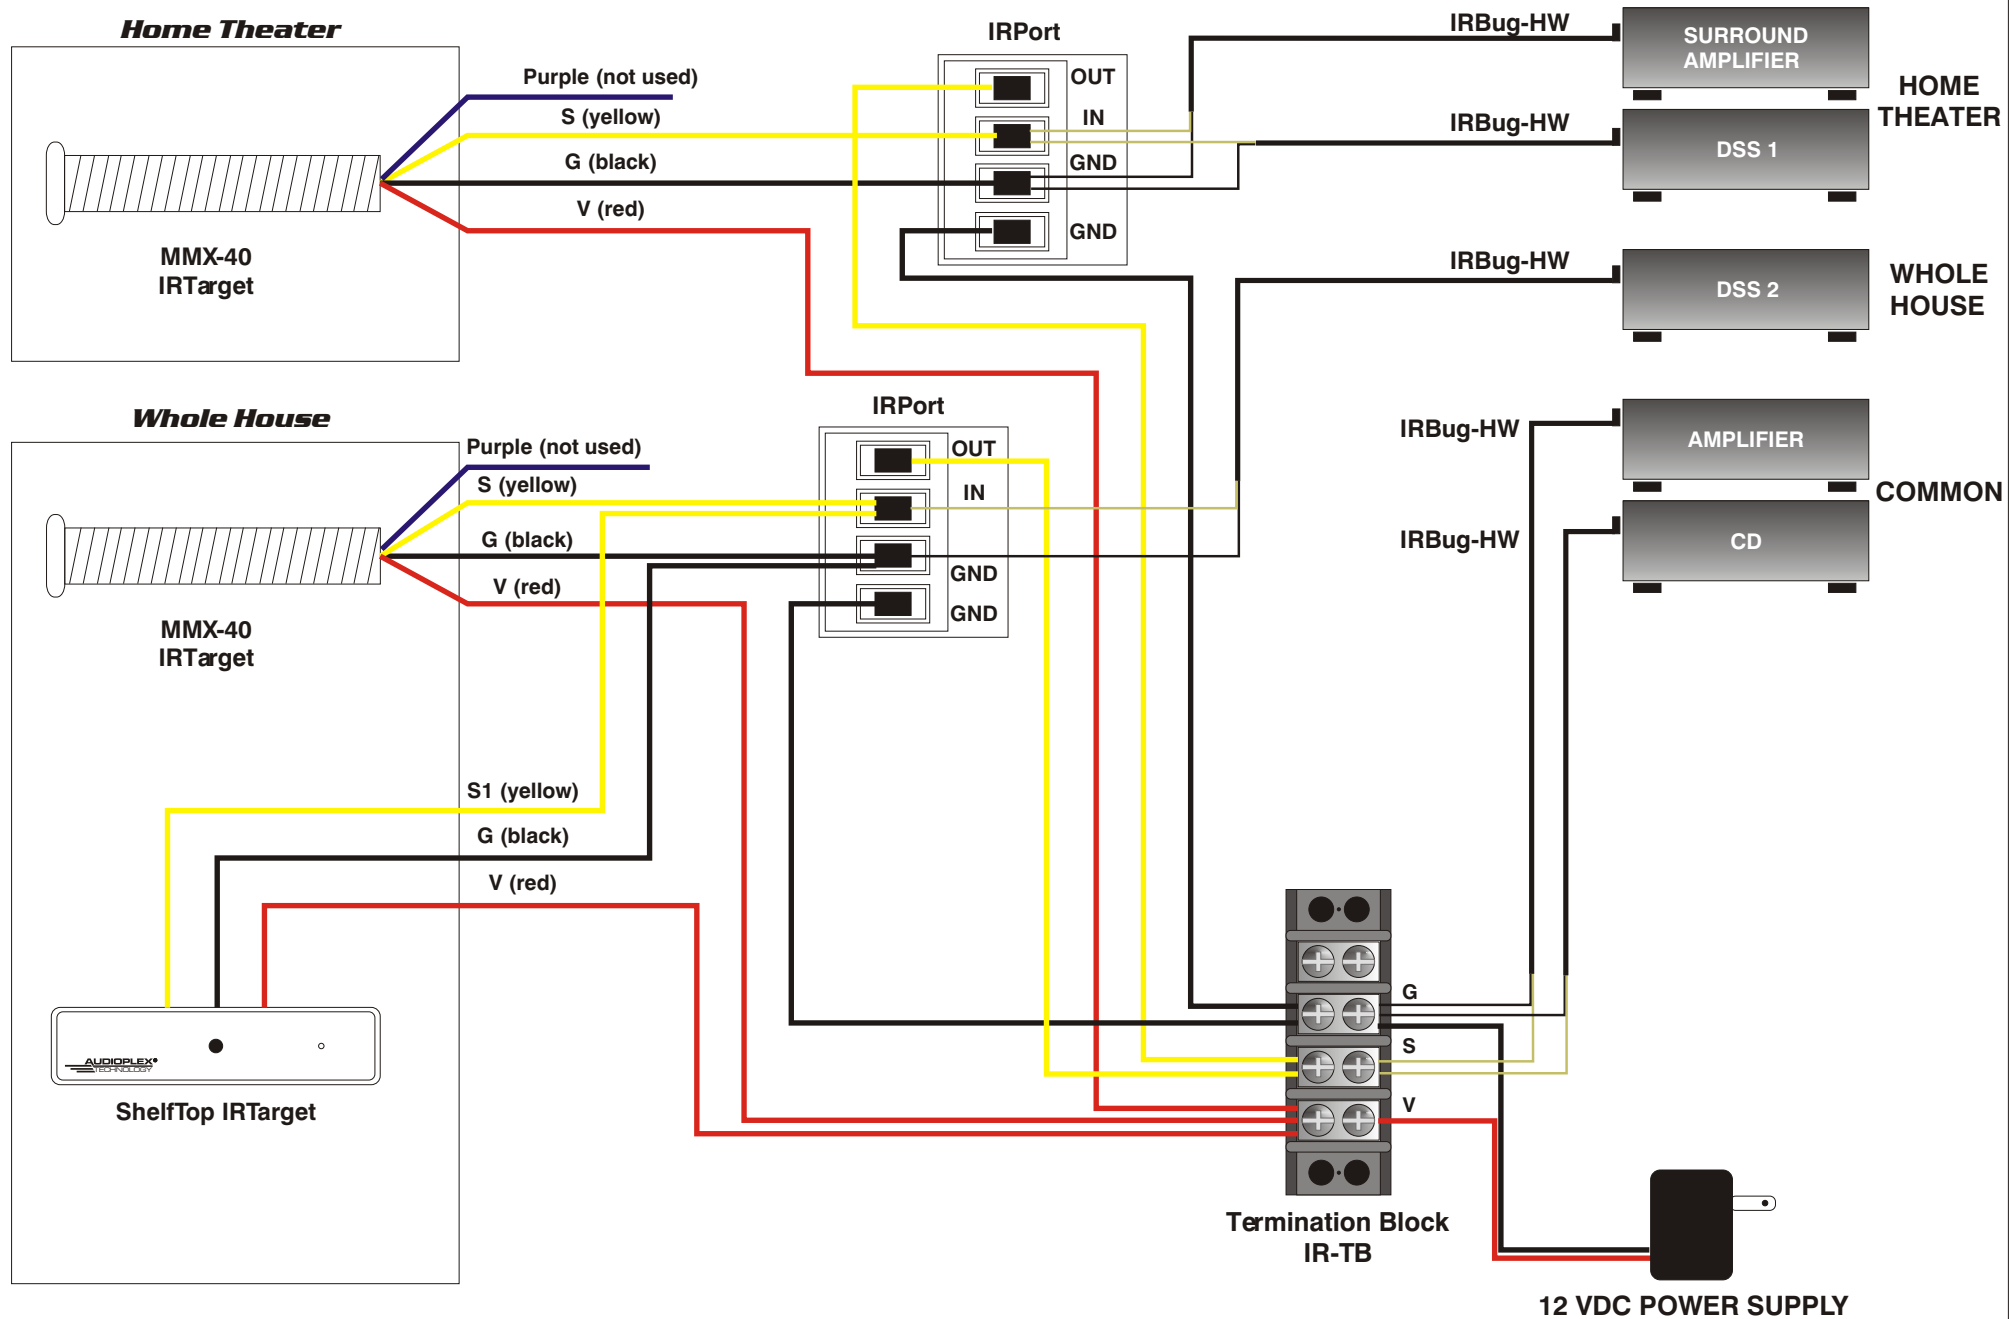 Home Theater
IRPort
IRBug-HW
SURROUND
AMPLIFIER
HOME
THEATER
Purple (not used)
OUT
S (yellow)
IN
IRBug-HW
DSS 1
G (black)
GND
V (red)
GND
MMX-40
IRTarget
IRBug-HW
DSS 2
WHOLE
HOUSE
Whole House
IRPort
IRBug-HW
AMPLIFIER
COMMON
Purple (not used)
OUT
S (yellow)
IN
G (black)
IRBug-HW
CD
GND
V (red)
GND
MMX-40
IRTarget
S1 (yellow)
G (black)
V (red)
G
S
V
AUDIOPLEX
TECHNOLOGY
ShelfTop IRTarget
Termination Block
IR-TB
12 VDC POWER SUPPLY